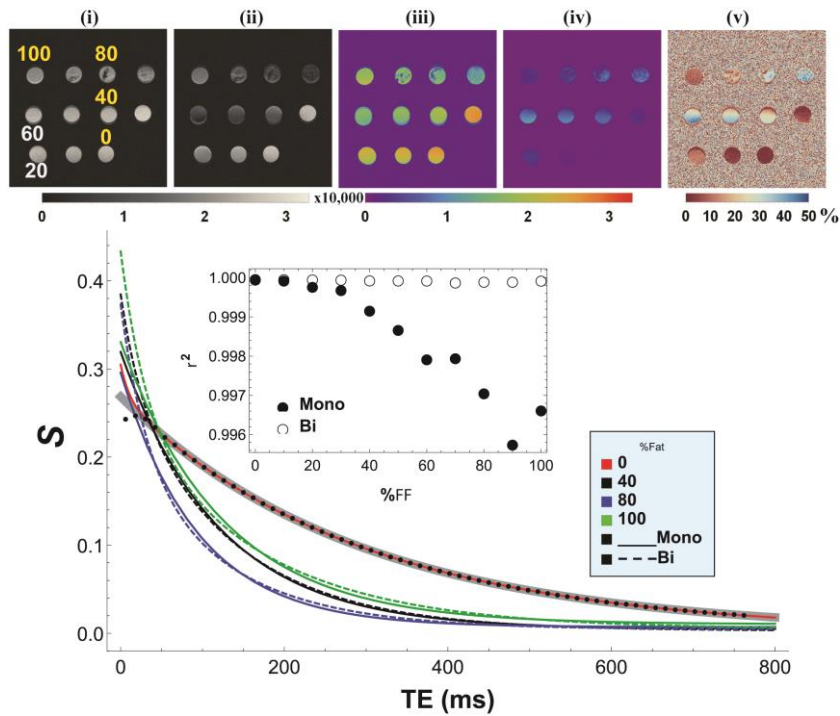 (i) (ii) (iii) (iv) (v)
100 80
40
60 0
20
0 1 2 3 x10,000 0 1 2 3 0 10 20 30 40 50 %
S
0.4
0.3
0.2
0.1
0.0
0 200 400 600 800
TE (ms)
r²
1.000
0.999
0.998
0.997
0.996
0 20 40 60 80 100
%FF
Mono
Bi
%Fat
0
40
80
100
Mono
Bi